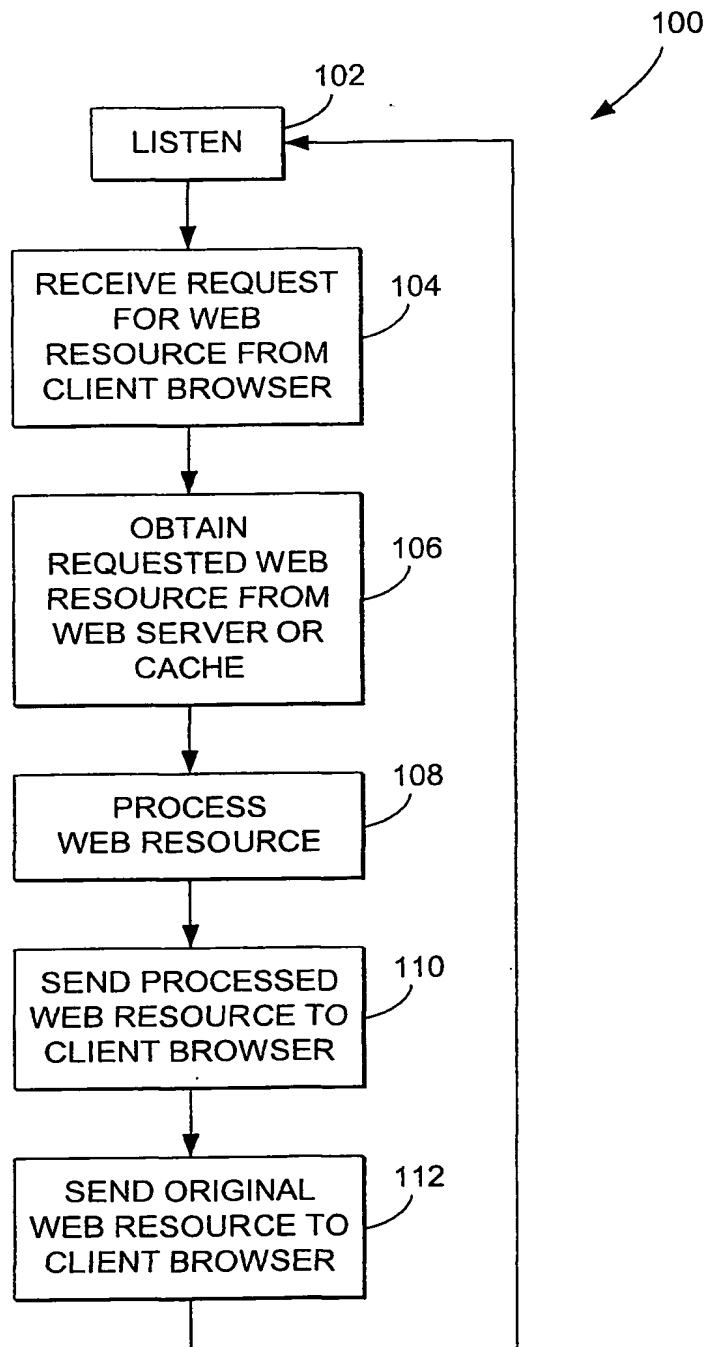 100
102
LISTEN
RECEIVE REQUEST
FOR WEB
RESOURCE FROM
CLIENT BROWSER
104
OBTAIN
REQUESTED WEB
RESOURCE FROM
WEB SERVER OR
CACHE
106
108
PROCESS
WEB RESOURCE
SEND PROCESSED
WEB RESOURCE TO
CLIENT BROWSER
110
SEND ORIGINAL
WEB RESOURCE TO
CLIENT BROWSER
112